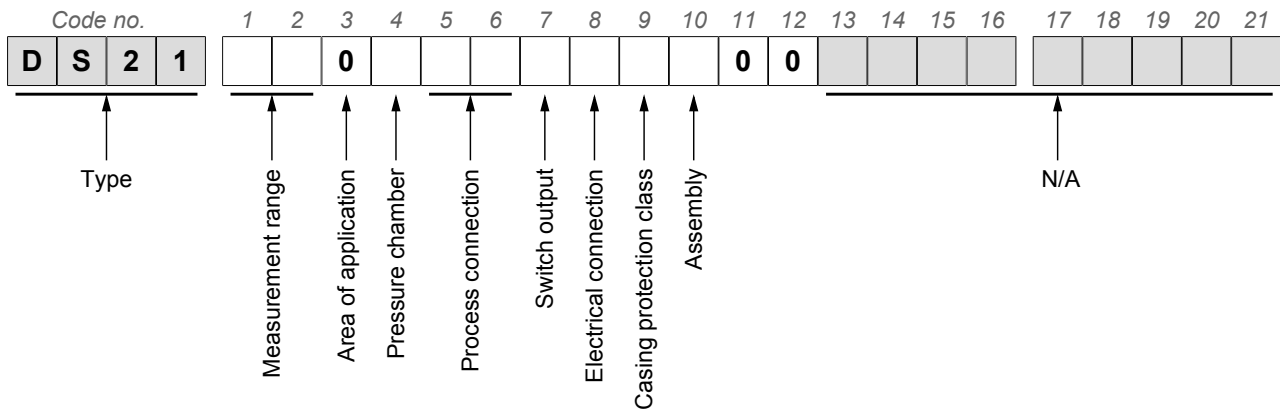 Code no. 1 2 3 4 5 6 7 8 9 10 11 12 13 14 15 16 17 18 19 20 21
D S 2 1 0 0 0
Type
Measurement range
Area of application
Pressure chamber
Process connection
Switch output
Electrical connection
Casing protection class
Assembly
N/A